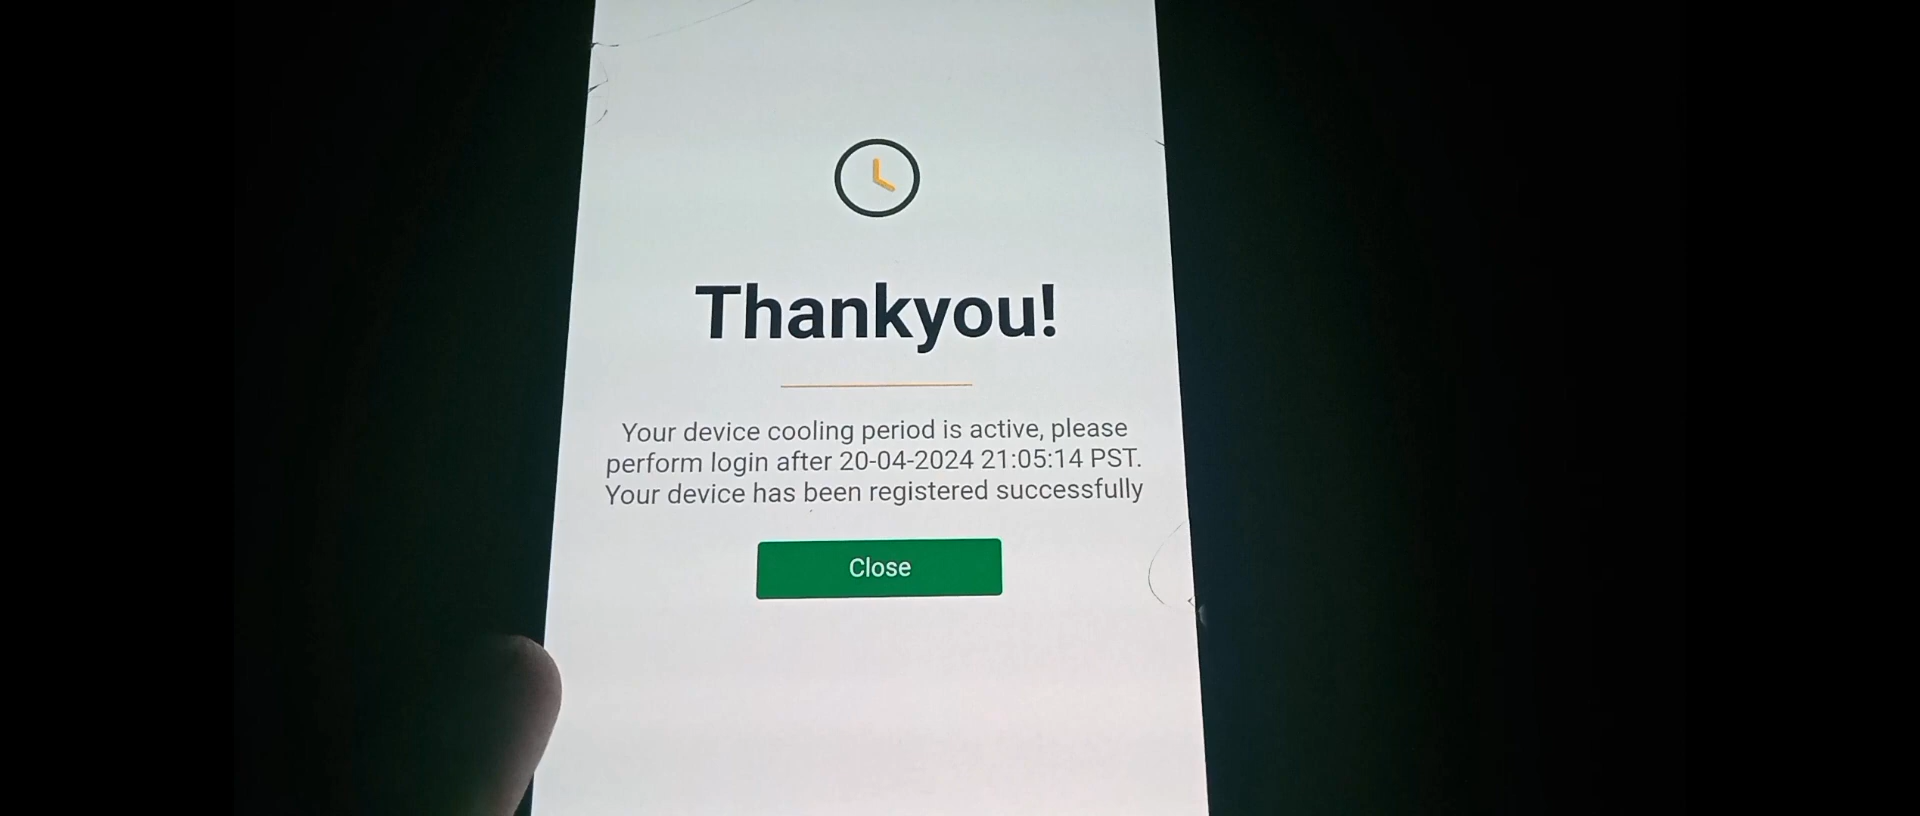 Thankyou!
Your device cooling period is active, please
perform login after 20-04-2024 21:05:14 PST.
Your device has been registered successfully
Close